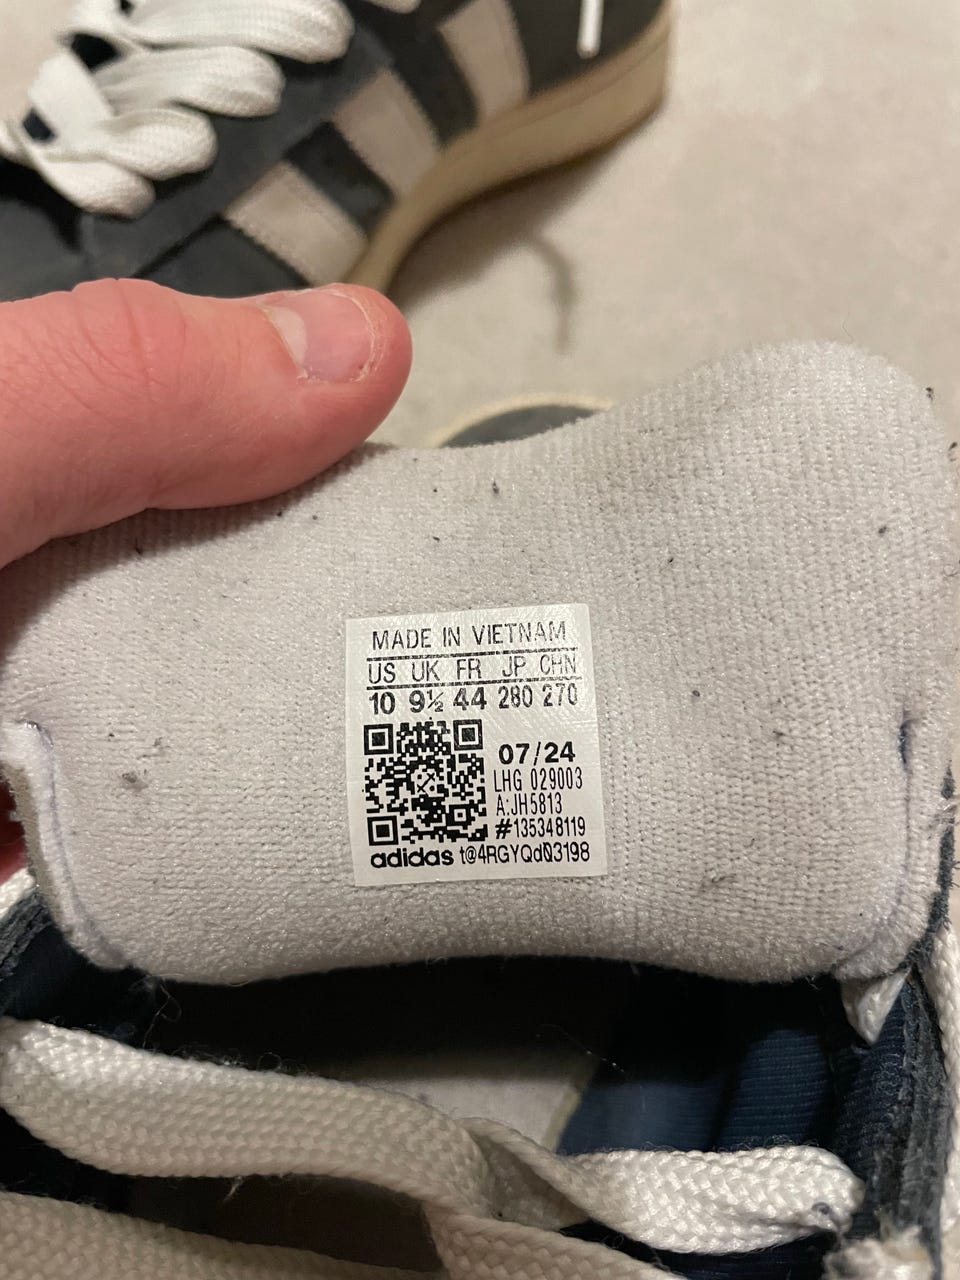 MADE IN VIETNAM
US UK FR JP CHN
10 9½ 44 280 270
07/24
LHG 029003
A:JH5813
#135348119
adidas t@4RGYQd03198